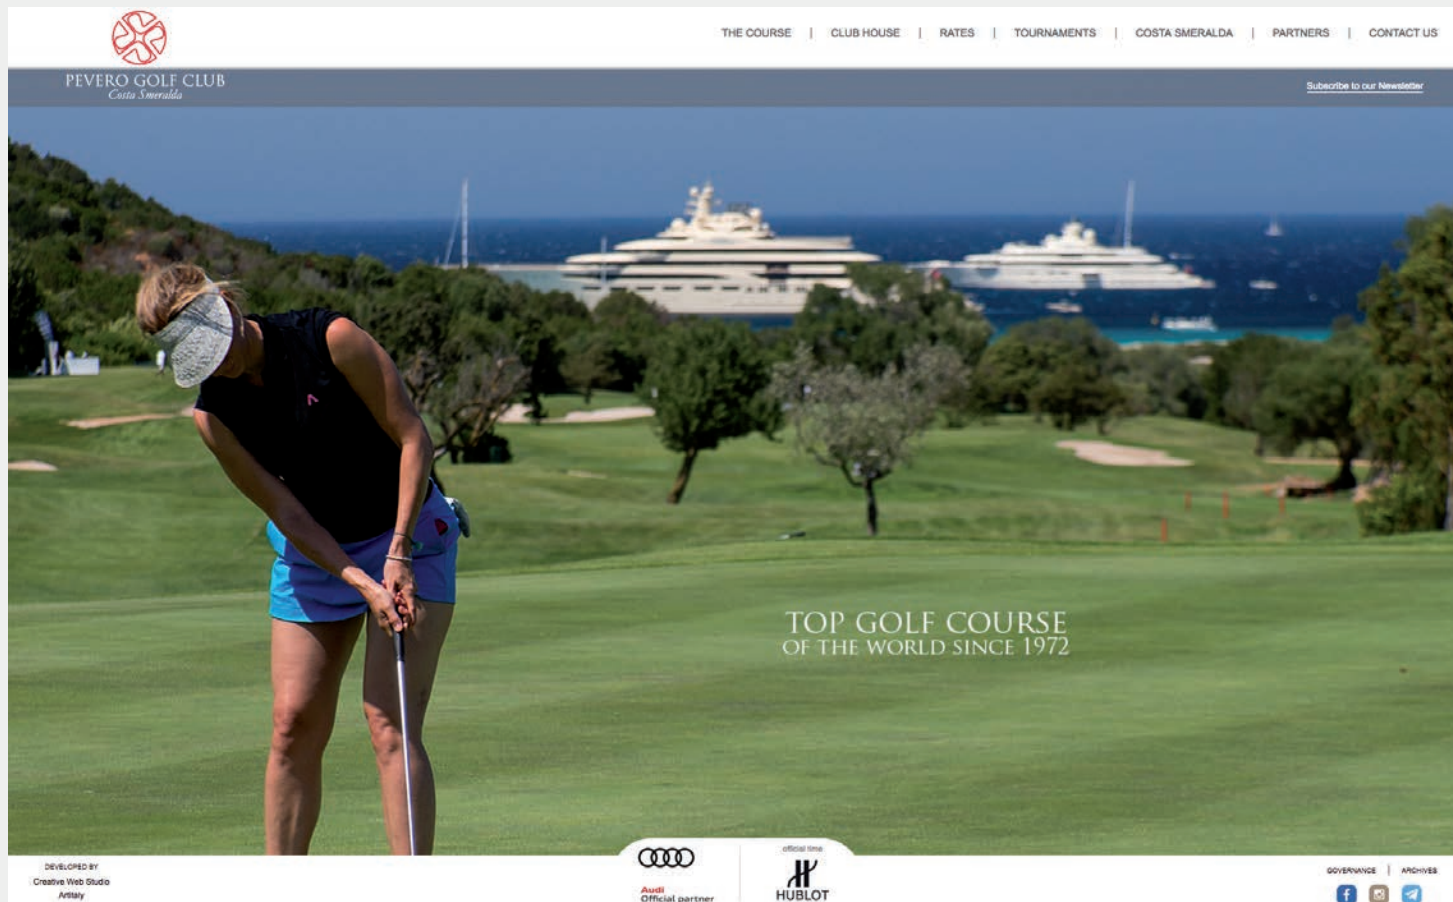 THE COURSE | CLUB HOUSE | RATES | TOURNAMENTS | COSTA SMERALDA | PARTNERS | CONTACT US
PEVERO GOLF CLUB
Costa Smeralda
Subscribe to our Newsletter
TOP GOLF COURSE
OF THE WORLD SINCE 1972
DEVELOPED BY
Creative Web Studio
Artitaly
Audi
Official partner
official time
HUBLOT
GOVERNANCE | ARCHIVES